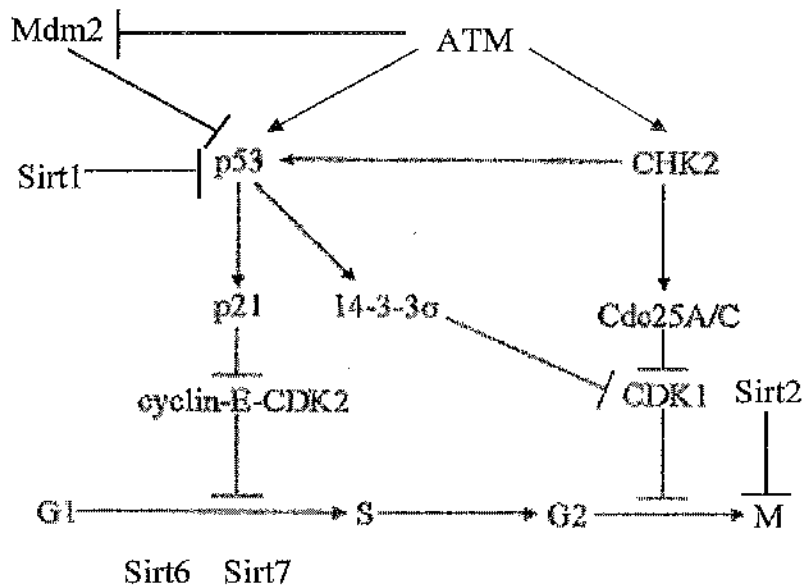 Mdm2 ATM
Sirt1 p53 CHK2
p21 14-3-3σ Cdc25A/C
cyclin-E-CDK2 CDK1 Sirt2
G1 S G2 M
Sirt6 Sirt7